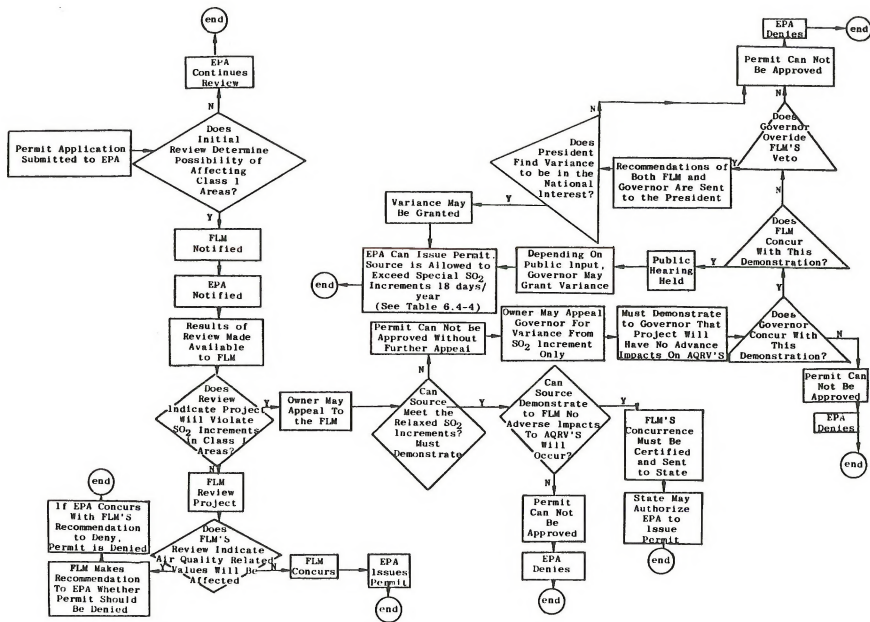 end
EPA
Continues
Review
N
Permit Application
Submitted to EPA
Does
Initial
Review Determine
Possibility of
Affecting
Class I
Areas?
Y
FLM
Notified
EPA
Notified
Results of
Review Made
Available
to FLM
Does
Review
Indicate Project
Will Violate
SO2 Increments
in Class I
Areas?
Y
Owner May
Appeal To
the FLM
N
FLM
Review
Project
Does
FLM'S
Review Indicate
Air Quality Related
Values Will Be
Affected
Y
N
FLM
Concurs
EPA
Issues
Permit
end
FLM Makes
Recommendation
To EPA Whether
Permit Should
Be Denied
If EPA Concurs
With FLM'S
Recommendation
to Deny,
Permit is Denied
end
Can
Source
Meet the
Relaxed SO2
Increments?
Must
Demonstrate
N
Permit Can Not Be
Approved Without
Further Appeal
Owner May Appeal
Governor For
Variance From
SO2 Increment
Only
Must Demonstrate
to Governor That
Project Will
Have No Advance
Impacts On AQRV'S
Does
Governor
Concur With
This
Demonstration?
N
Permit Can
Not Be
Approved
EPA
Denies
end
Y
Does
FLM
Concur
With This
Demonstration?
Y
Public
Hearing
Held
Depending On
Public Input,
Governor May
Grant Variance
EPA Can Issue Permit.
Source is Allowed to
Exceed Special SO2
Increments 18 days/
year
(See Table 6.4-4)
end
N
Does
Governor
Overide
FLM'S
Veto
N
Permit Can Not
Be Approved
EPA
Denies
end
Y
Recommendations of
Both FLM and
Governor Are Sent
to the President
Does
President
Find Variance
to be in the
National
Interest?
N
Y
Variance May
Be Granted
Y
Can
Source
Demonstrate
to FLM No
Adverse Impacts
To AQRV'S
Will
Occur?
N
Permit
Can Not
Be
Approved
EPA
Denies
end
Y
FLM'S
Concurrence
Must Be
Certified
and Sent
to State
State May
Authorize
EPA to
Issue
Permit
end